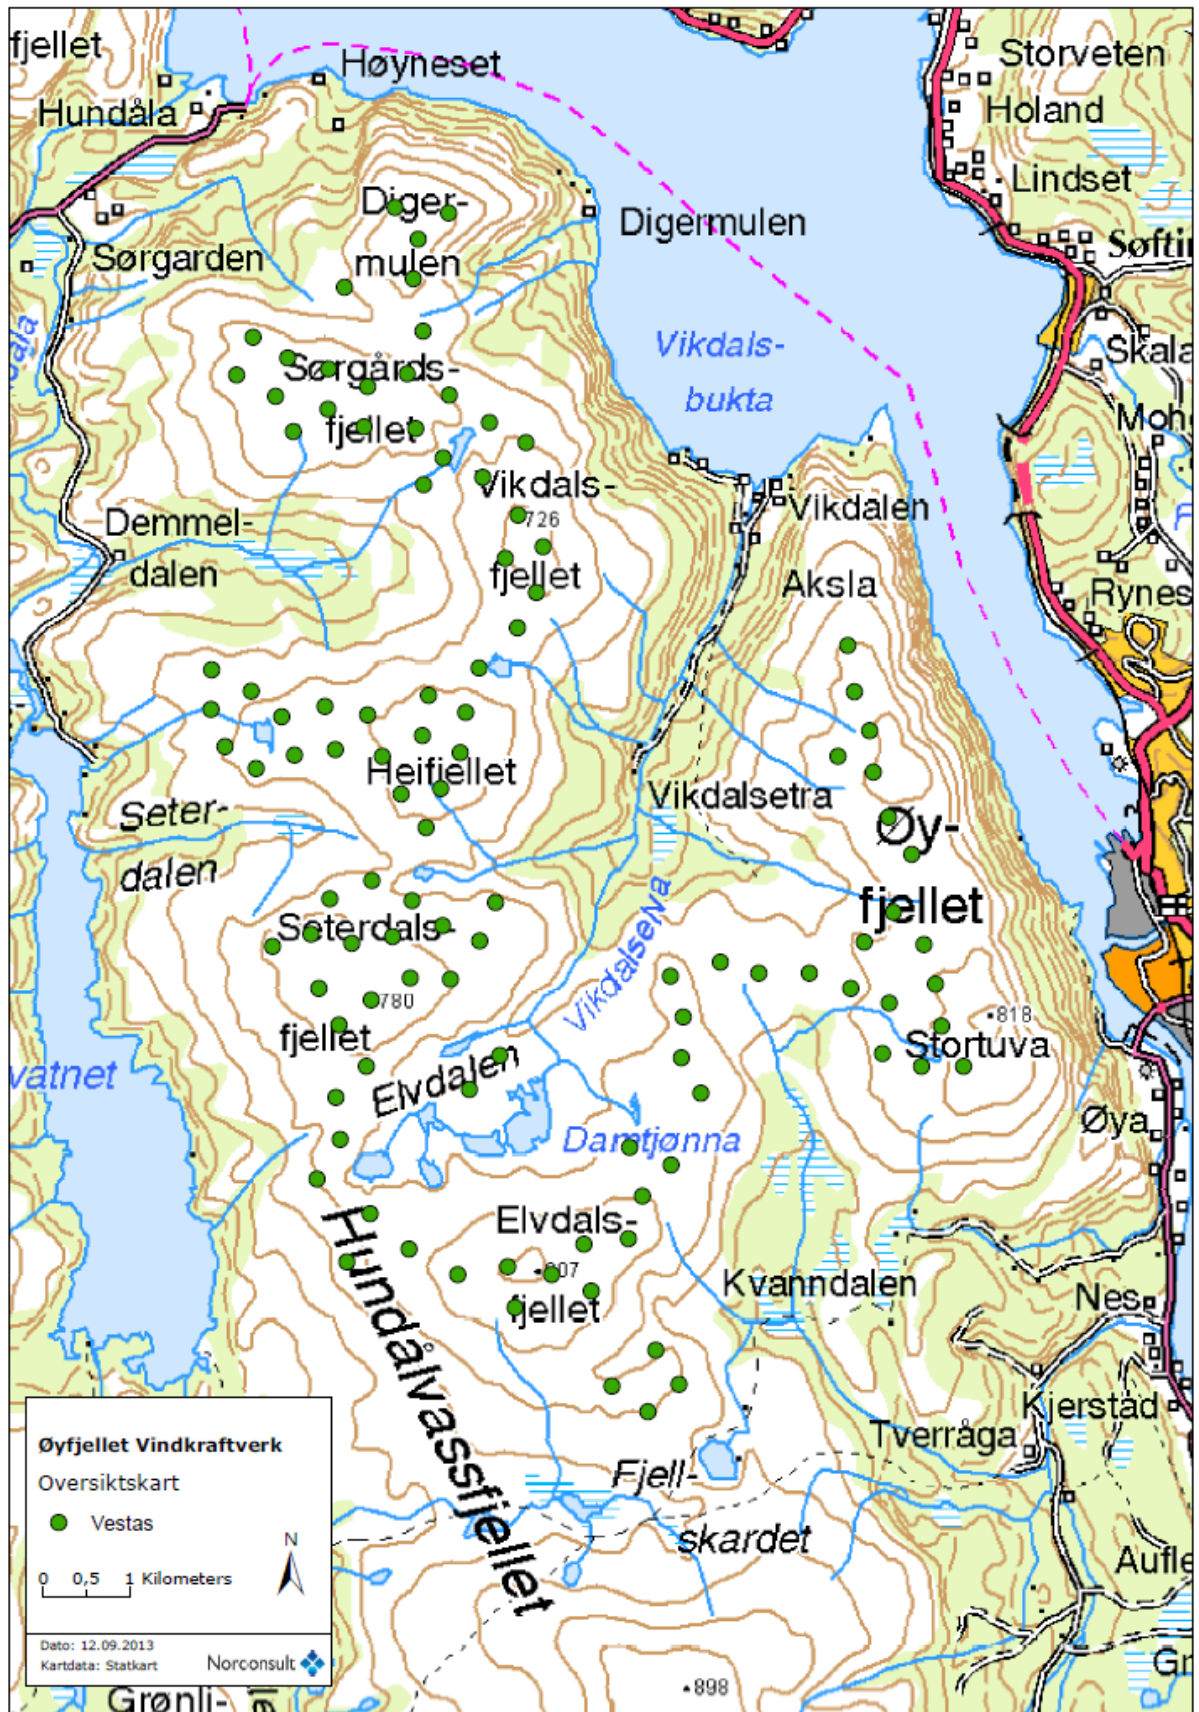 fjellet
Høyneset
Storveten
Hundåla
Holand
Lindset
Diger-
mulen
Digermulen
Sørgarden
Vikdals-
bukta
Skala
Sørgårds-
fjellet
Vikdals-
726
fjellet
Vikdalen
Demmel-
dalen
Aksla
Rynes
Heifjellet
Vikdalsetra
Seter-
dalen
Øy-
fjellet
Seterdals-
780
fjellet
Vikdalselva
818
Stortuva
vatnet
Elvdalen
Damtjønna
Øya
Elvdals-
fjellet
Hundålvassfjellet
Kvanndalen
Nes
Kjerstad
Tverråga
Fjell-
skardet
898
Grønli-
Øyfjellet Vindkraftverk
Oversiktskart
Vestas
N
0 0,5 1 Kilometers
Dato: 12.09.2013
Kartdata: Statkart
Norconsult